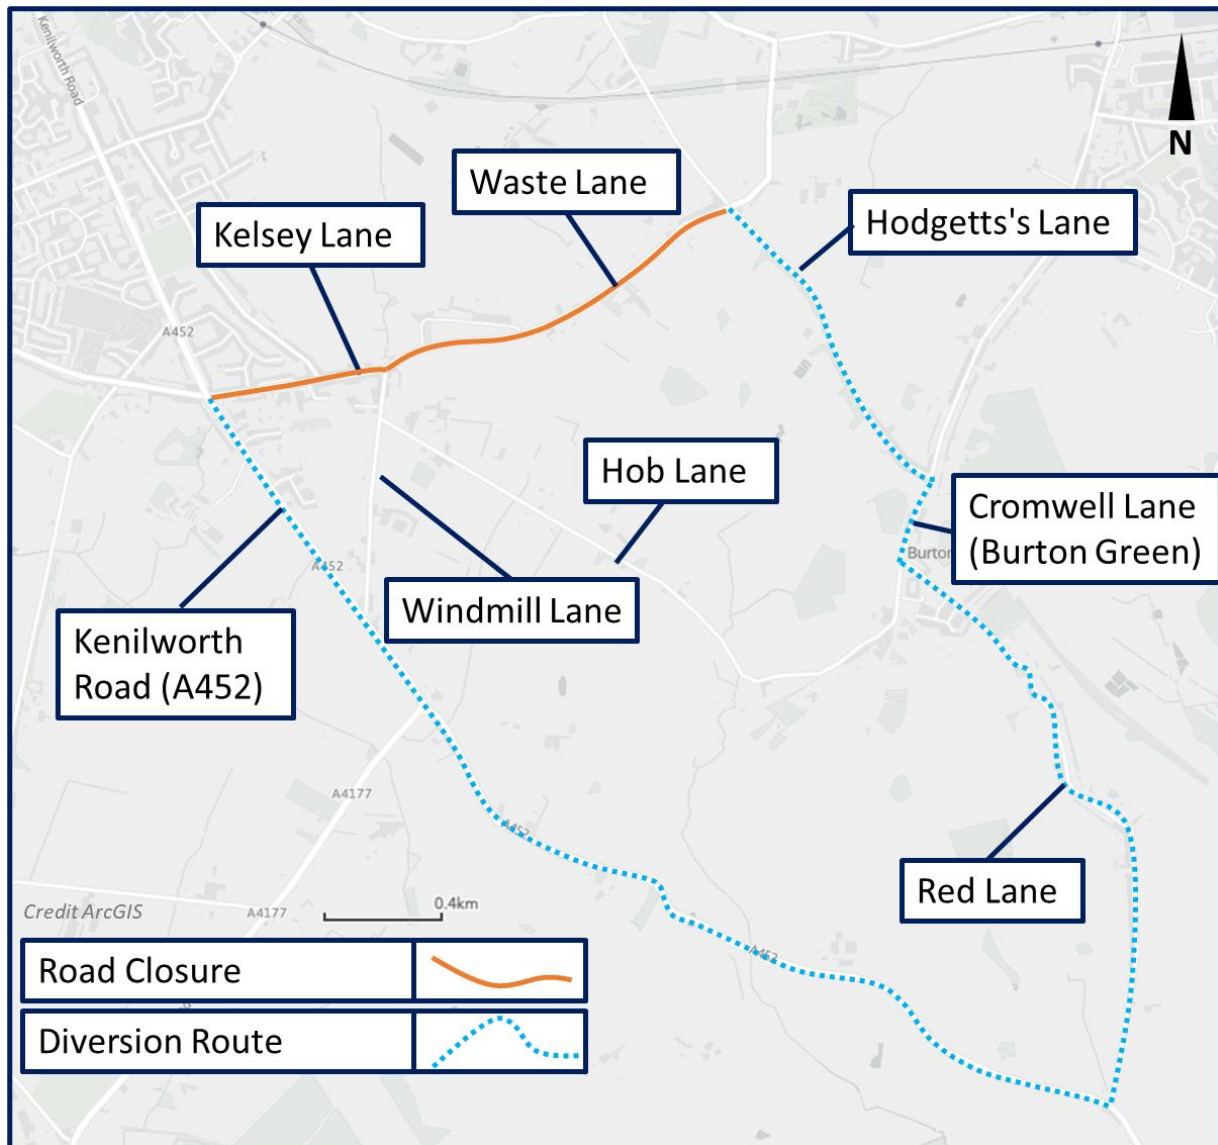 Kenilworth Road
N
Waste Lane
Hodgetts's Lane
Kelsey Lane
A452
Hob Lane
Cromwell Lane
(Burton Green)
Burton
A452
Windmill Lane
Kenilworth
Road (A452)
A4177
A452
Red Lane
Credit ArcGIS
A4177
0.4km
A452
Road Closure
Diversion Route